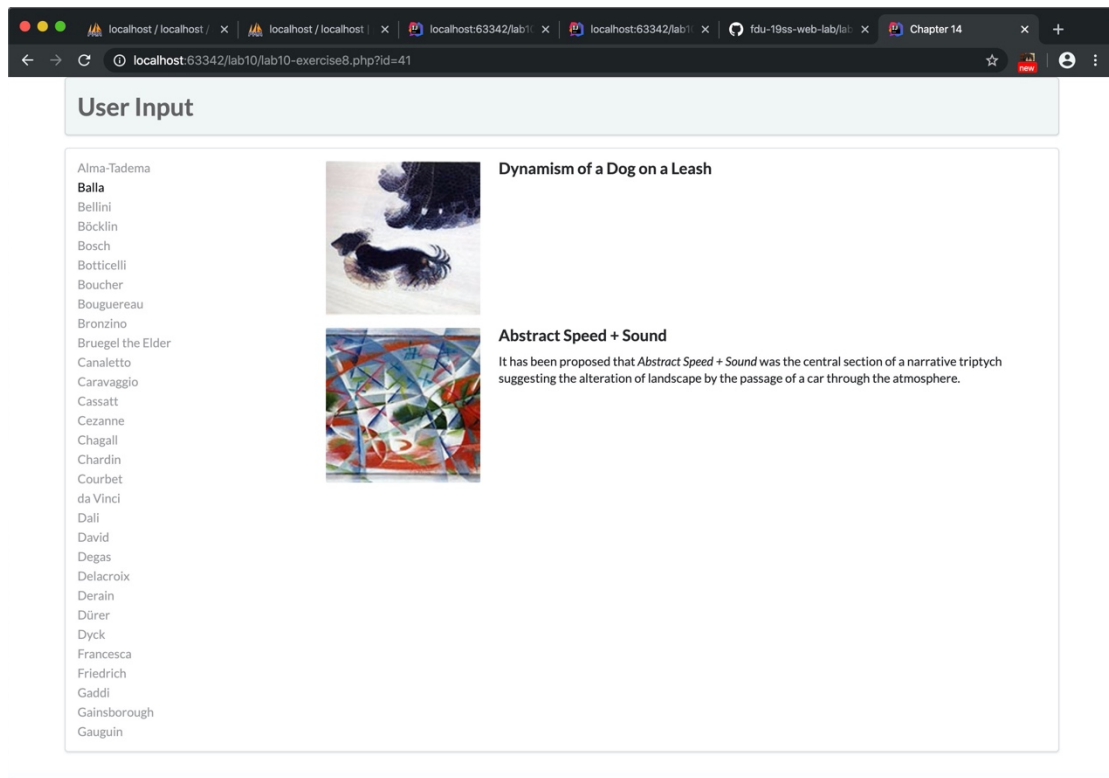 localhost / localhost /
localhost / localhost |
localhost:63342/lab1
localhost:63342/lab1
fdu-19ss-web-lab/lab
Chapter 14
localhost:63342/lab10/lab10-exercise8.php?id=41
new
User Input
Alma-Tadema
Balla
Bellini
Böcklin
Bosch
Botticelli
Boucher
Bouguereau
Bronzino
Bruegel the Elder
Canaletto
Caravaggio
Cassatt
Cezanne
Chagall
Chardin
Courbet
da Vinci
Dali
David
Degas
Delacroix
Derain
Dürer
Dyck
Francesca
Friedrich
Gaddi
Gainsborough
Gauguin
Dynamism of a Dog on a Leash
Abstract Speed + Sound
It has been proposed that Abstract Speed + Sound was the central section of a narrative triptych
suggesting the alteration of landscape by the passage of a car through the atmosphere.